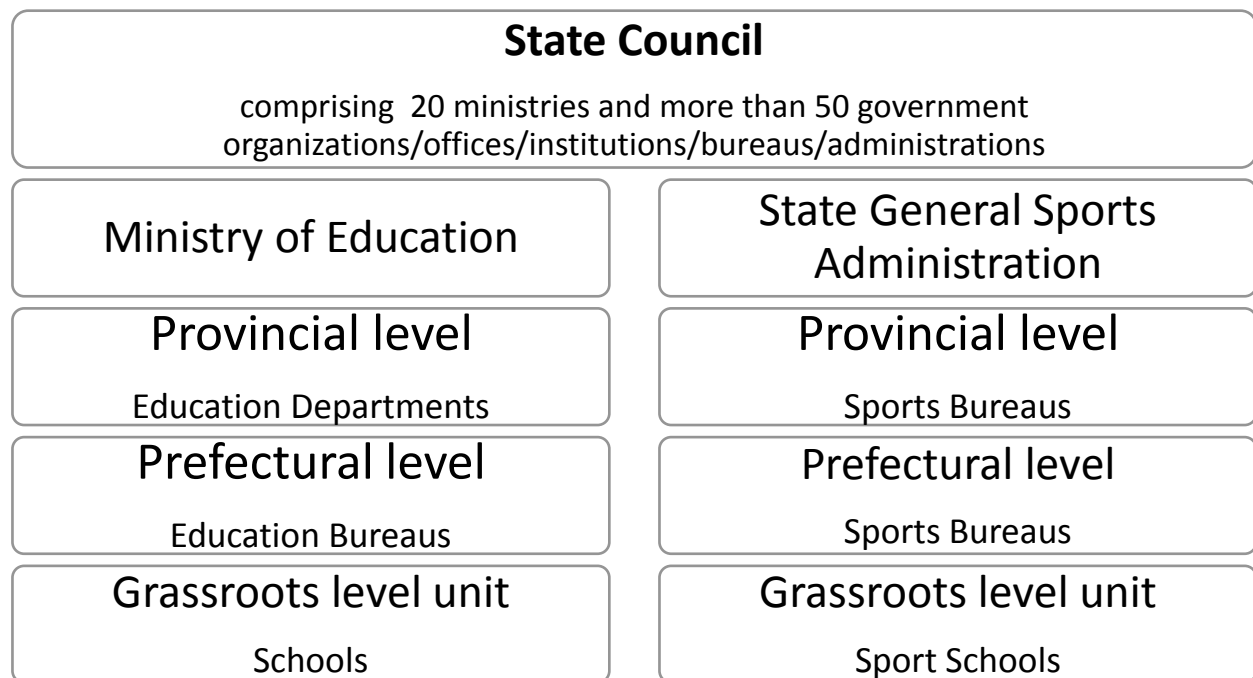 State Council
comprising 20 ministries and more than 50 government
organizations/offices/institutions/bureaus/administrations
Ministry of Education
State General Sports
Administration
Provincial level
Education Departments
Provincial level
Sports Bureaus
Prefectural level
Education Bureaus
Prefectural level
Sports Bureaus
Grassroots level unit
Schools
Grassroots level unit
Sport Schools